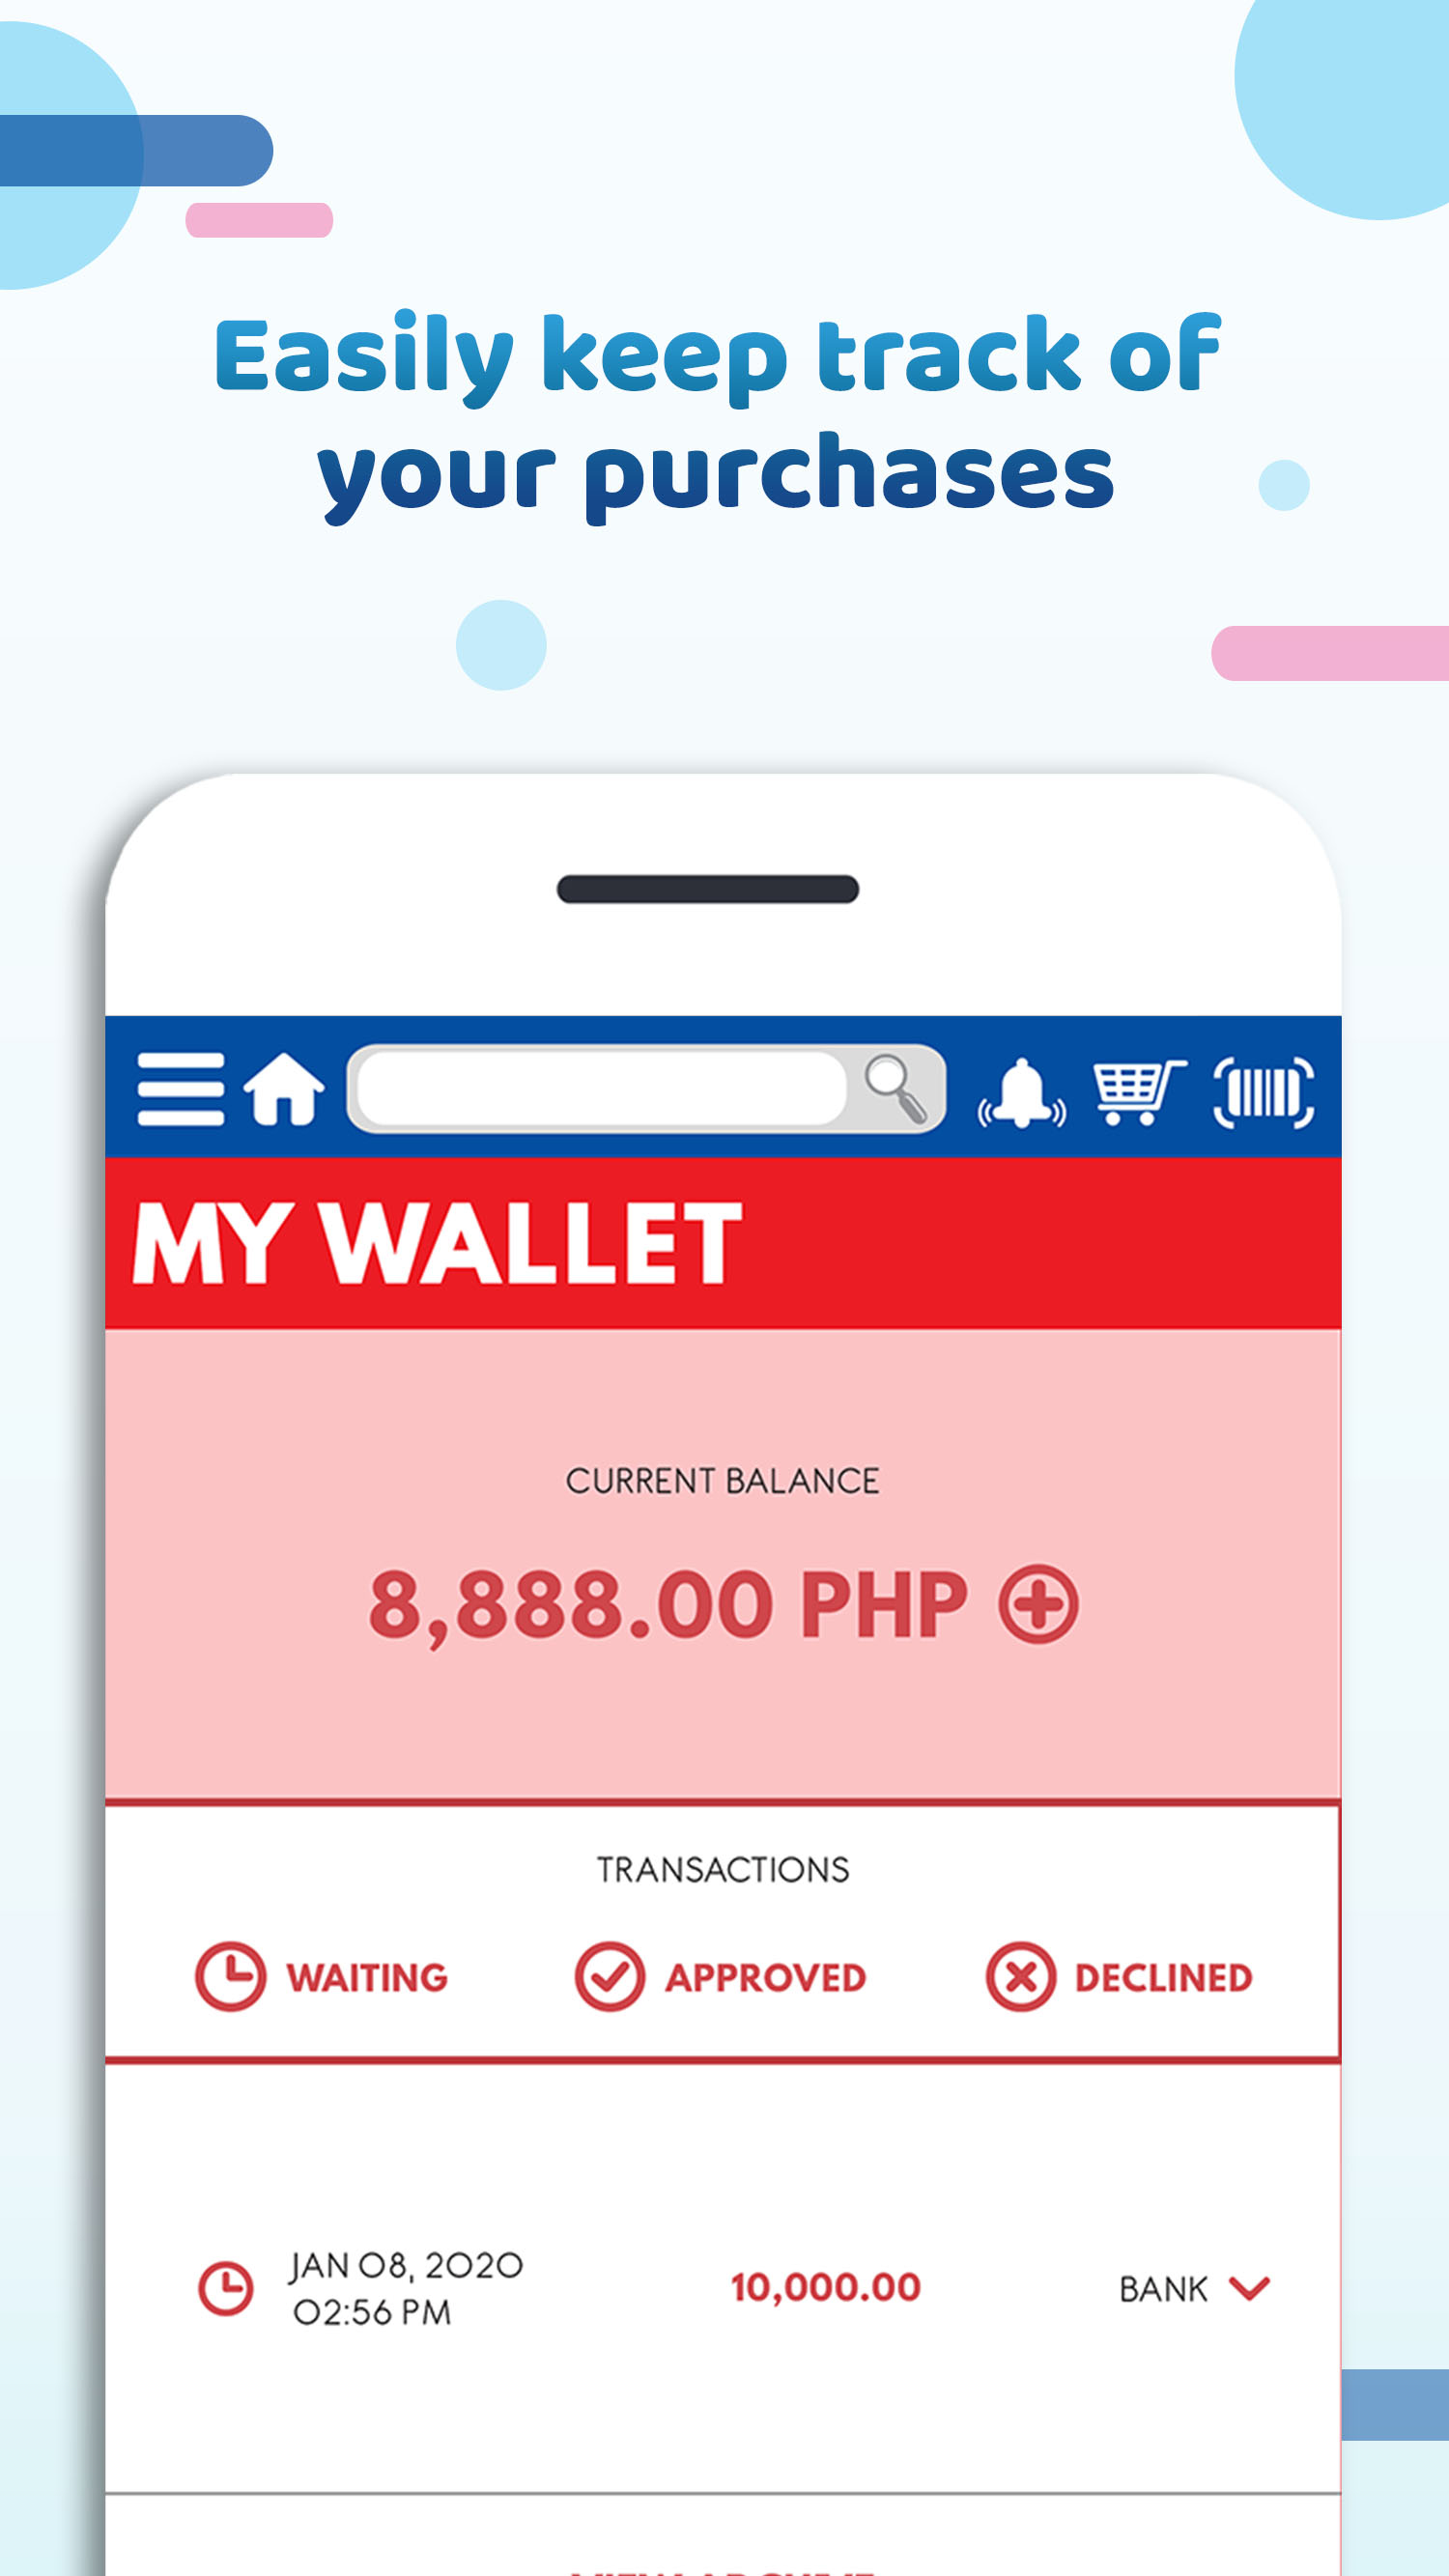 Easily keep track of
your purchases
MY WALLET
CURRENT BALANCE
8,888.00 PHP
TRANSACTIONS
WAITING APPROVED DECLINED
JAN 08, 2020
02:56 PM
10,000.00
BANK